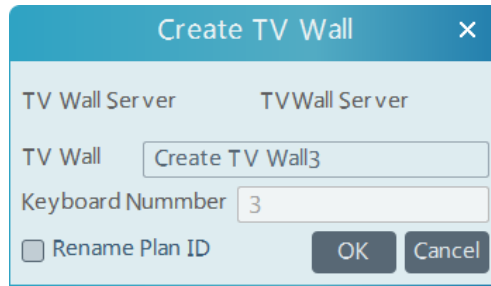 Create TV Wall ×
TV Wall Server TVWall Server
TV Wall Create TV Wall3
Keyboard Nummber 3
Rename Plan ID OK Cancel